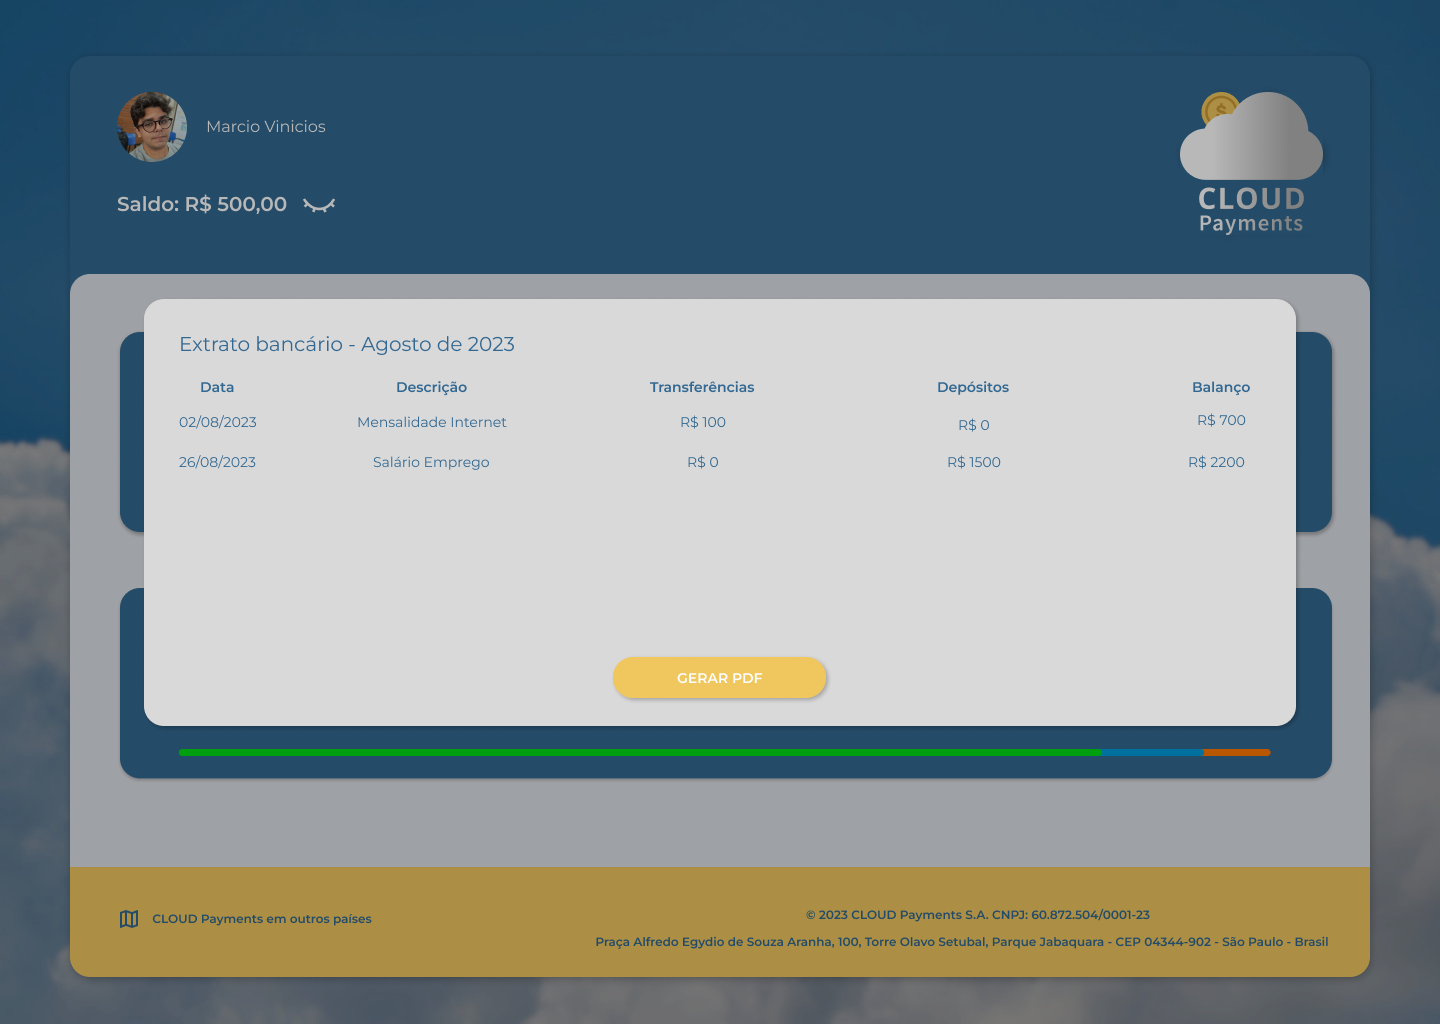 Marcio Vinicios
Saldo: R$ 500,00
$
CLOUD
Payments
Extrato bancário - Agosto de 2023
Data Descrição Transferências Depósitos Balanço
02/08/2023 Mensalidade Internet R$ 100 R$ 0 R$ 700
26/08/2023 Salário Emprego R$ 0 R$ 1500 R$ 2200
GERAR PDF
CLOUD Payments em outros países
© 2023 CLOUD Payments S.A. CNPJ: 60.872.504/0001-23
Praça Alfredo Egydio de Souza Aranha, 100, Torre Olavo Setubal, Parque Jabaquara - CEP 04344-902 - São Paulo - Brasil